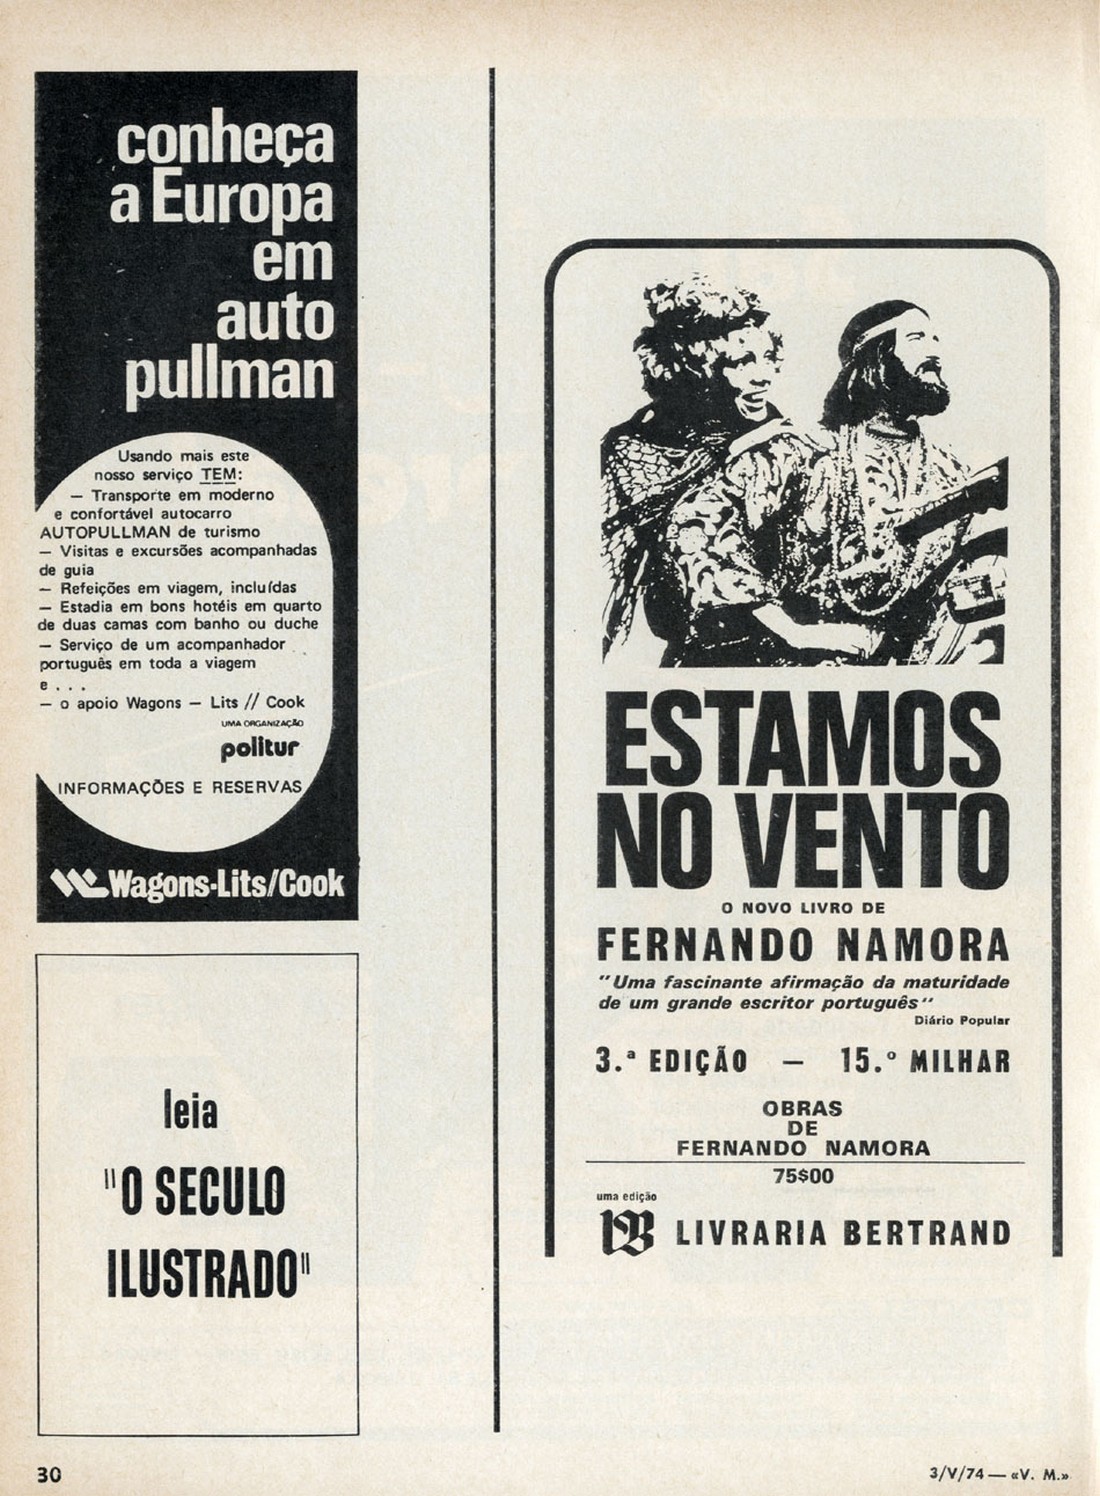 conheça
a Europa
em
auto
pullman
Usando mais este
nosso serviço TEM:
— Transporte em moderno
e confortável autocarro
AUTOPULLMAN de turismo
— Visitas e excursões acompanhadas
de guia
— Refeições em viagem, incluídas
— Estadia em bons hotéis em quarto
de duas camas com banho ou duche
— Serviço de um acompanhador
português em toda a viagem
e . . .
— o apoio Wagons — Lits // Cook
UMA ORGANIZAÇÃO
politur
INFORMAÇÕES E RESERVAS
Wagons-Lits/Cook
leia
"O SECULO
ILUSTRADO"
ESTAMOS
NO VENTO
O NOVO LIVRO DE
FERNANDO NAMORA
"Uma fascinante afirmação da maturidade
de um grande escritor português"
Diário Popular
3.ª EDIÇÃO — 15.º MILHAR
OBRAS
DE
FERNANDO NAMORA
75$00
uma edição
LIVRARIA BERTRAND
30
3/V/74 — «V. M.»